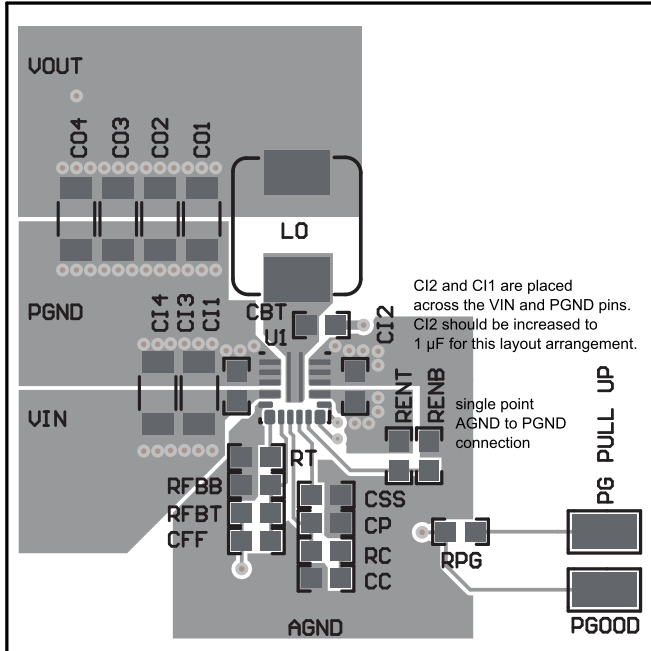 VOUT
CO4
CO3
CO2
CO1
LO
PGND
CI4
CI3
CI1
CBT
U1
CI2
CI2 and CI1 are placed
across the VIN and PGND pins.
CI2 should be increased to
1 µF for this layout arrangement.
VIN
RENT
RENB
single point
AGND to PGND
connection
PG PULL UP
RT
RFBB
RFBT
CFF
CSS
CP
RC
CC
RPG
PGOOD
AGND